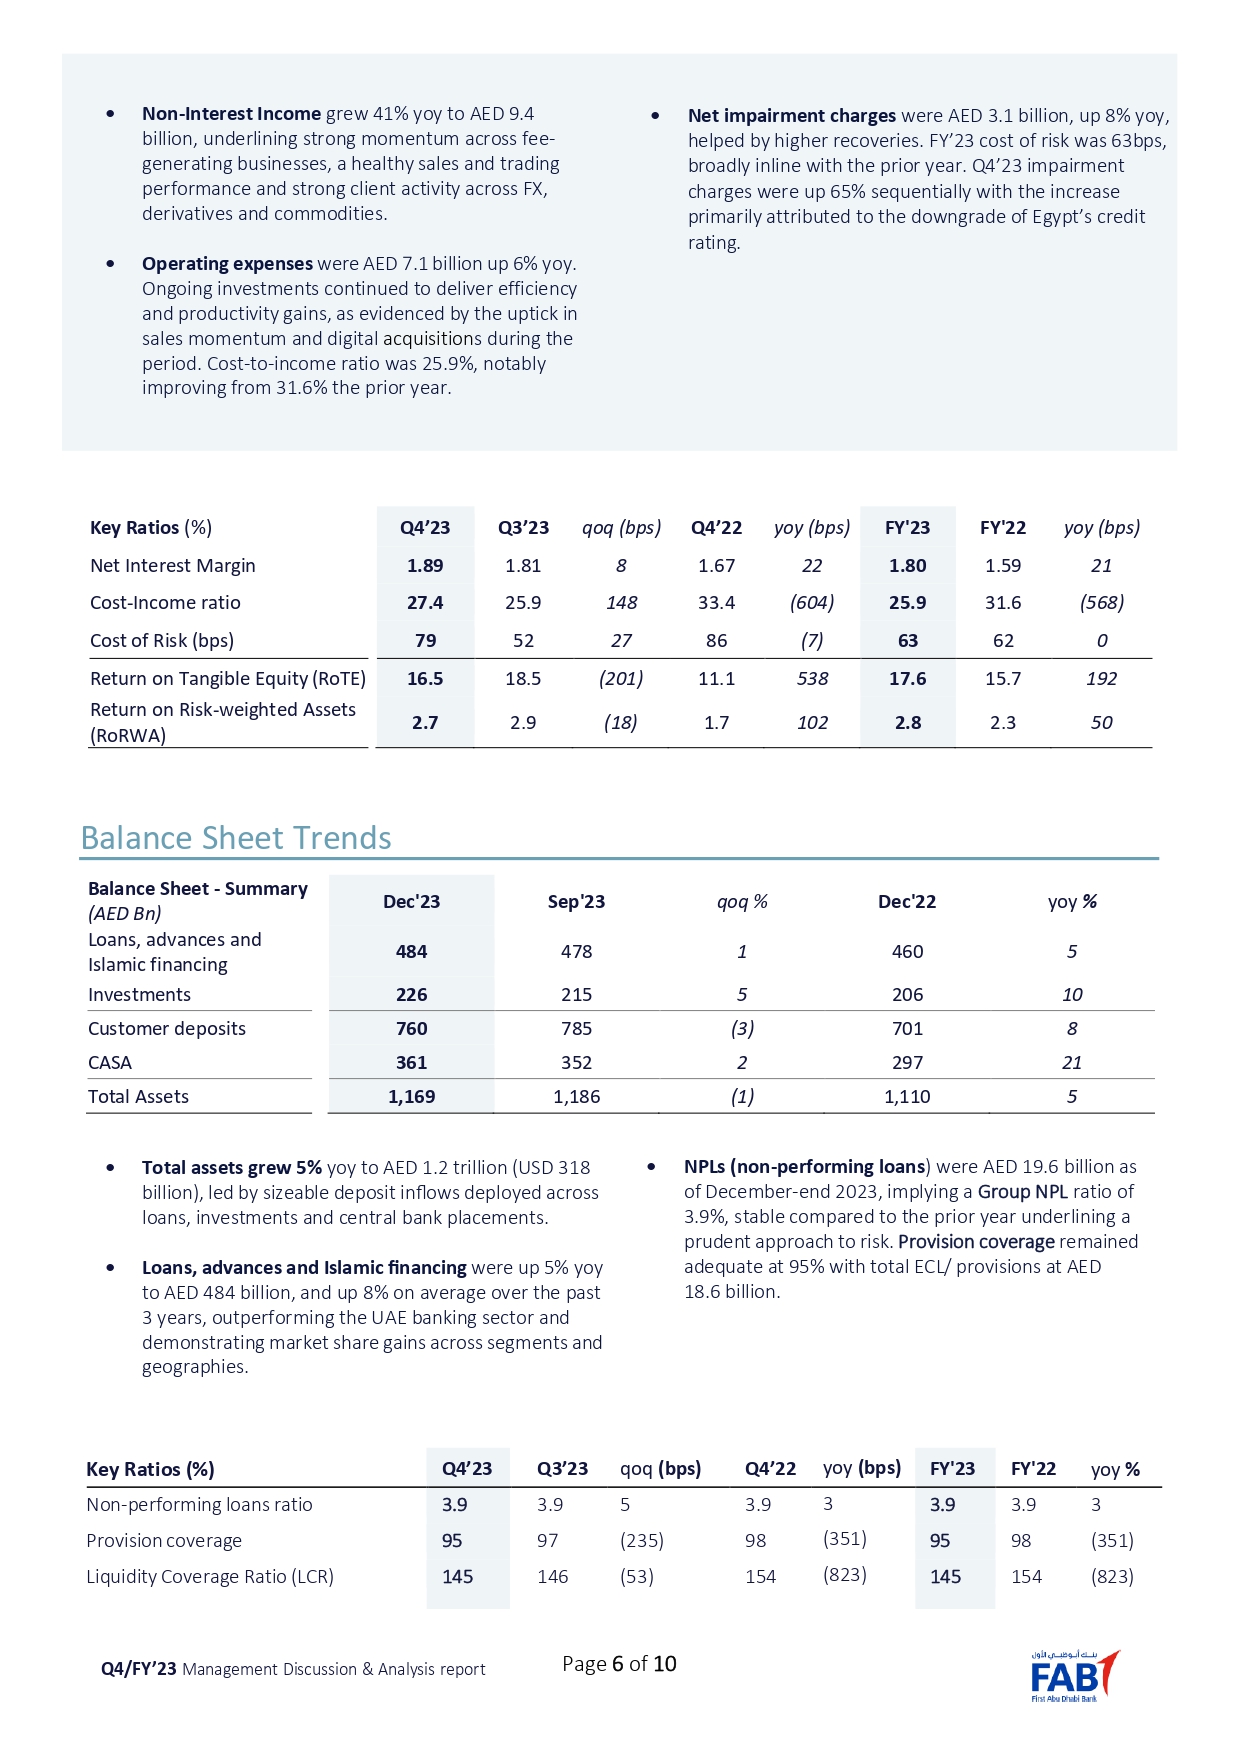 • Non-Interest Income grew 41% yoy to AED 9.4
billion, underlining strong momentum across fee-
generating businesses, a healthy sales and trading
performance and strong client activity across FX,
derivatives and commodities.
• Operating expenses were AED 7.1 billion up 6% yoy.
Ongoing investments continued to deliver efficiency
and productivity gains, as evidenced by the uptick in
sales momentum and digital acquisitions during the
period. Cost-to-income ratio was 25.9%, notably
improving from 31.6% the prior year.
• Net impairment charges were AED 3.1 billion, up 8% yoy,
helped by higher recoveries. FY’23 cost of risk was 63bps,
broadly inline with the prior year. Q4’23 impairment
charges were up 65% sequentially with the increase
primarily attributed to the downgrade of Egypt’s credit
rating.
Key Ratios (%) Q4’23 Q3’23 qoq (bps) Q4’22 yoy (bps) FY'23 FY'22 yoy (bps)
Net Interest Margin 1.89 1.81 8 1.67 22 1.80 1.59 21
Cost-Income ratio 27.4 25.9 148 33.4 (604) 25.9 31.6 (568)
Cost of Risk (bps) 79 52 27 86 (7) 63 62 0
Return on Tangible Equity (RoTE) 16.5 18.5 (201) 11.1 538 17.6 15.7 192
Return on Risk-weighted Assets
(RoRWA) 2.7 2.9 (18) 1.7 102 2.8 2.3 50
Balance Sheet Trends
Balance Sheet - Summary
(AED Bn) Dec'23 Sep'23 qoq % Dec'22 yoy %
Loans, advances and
Islamic financing 484 478 1 460 5
Investments 226 215 5 206 10
Customer deposits 760 785 (3) 701 8
CASA 361 352 2 297 21
Total Assets 1,169 1,186 (1) 1,110 5
• Total assets grew 5% yoy to AED 1.2 trillion (USD 318
billion), led by sizeable deposit inflows deployed across
loans, investments and central bank placements.
• Loans, advances and Islamic financing were up 5% yoy
to AED 484 billion, and up 8% on average over the past
3 years, outperforming the UAE banking sector and
demonstrating market share gains across segments and
geographies.
• NPLs (non-performing loans) were AED 19.6 billion as
of December-end 2023, implying a Group NPL ratio of
3.9%, stable compared to the prior year underlining a
prudent approach to risk. Provision coverage remained
adequate at 95% with total ECL/ provisions at AED
18.6 billion.
Key Ratios (%) Q4’23 Q3’23 qoq (bps) Q4’22 yoy (bps) FY'23 FY'22 yoy %
Non-performing loans ratio 3.9 3.9 5 3.9 3 3.9 3.9 3
Provision coverage 95 97 (235) 98 (351) 95 98 (351)
Liquidity Coverage Ratio (LCR) 145 146 (53) 154 (823) 145 154 (823)
Q4/FY’23 Management Discussion & Analysis report
Page 6 of 10
بنك أبوظبي الأول
FAB
First Abu Dhabi Bank